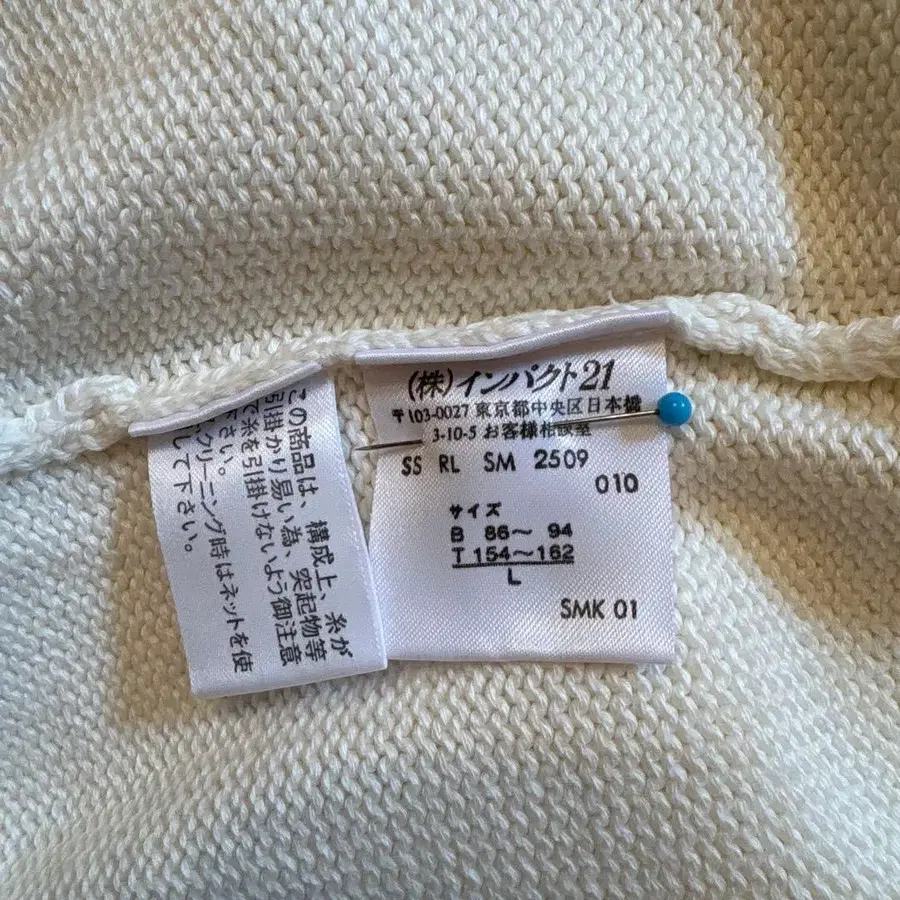 この商品は、構成上、糸が
引掛かり易い為、突起物等
で糸を引掛けないよう御注意
下さい。
クリーニング時はネットを使
して下さい。
(株)インパクト21
〒103-0027 東京都中央区日本橋
3-10-5 お客様相談室
SS RL SM 2509
010
サイズ
B 86〜 94
T 154〜162
L
SMK 01